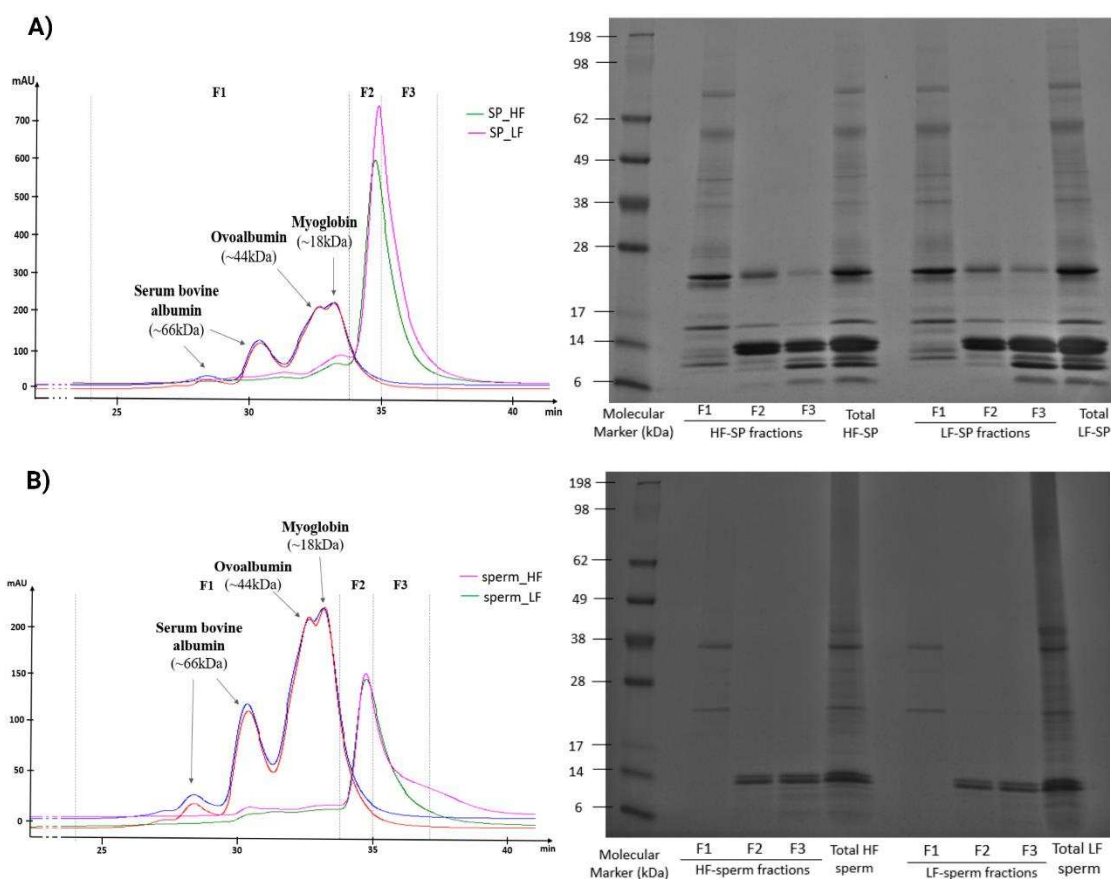 A)
mAU
F1
F2
F3
SP_HF
SP_LF
700
600
500
400
300
200
100
0
Serum bovine
albumin
(~66kDa)
Ovoalbumin
(~44kDa)
Myoglobin
(~18kDa)
25
30
35
40
min
198
98
62
49
38
28
17
14
6
Molecular
Marker (kDa)
F1
F2
F3
HF-SP fractions
Total
HF-SP
F1
F2
F3
LF-SP fractions
Total
LF-SP
B)
mAU
F1
F2
F3
sperm_HF
sperm_LF
200
150
100
50
0
Serum bovine
albumin
(~66kDa)
Ovoalbumin
(~44kDa)
Myoglobin
(~18kDa)
25
30
35
40
min
198
98
62
49
38
28
17
14
6
Molecular
Marker (kDa)
F1
F2
F3
HF-sperm fractions
Total HF
sperm
F1
F2
F3
LF-sperm fractions
Total LF
sperm